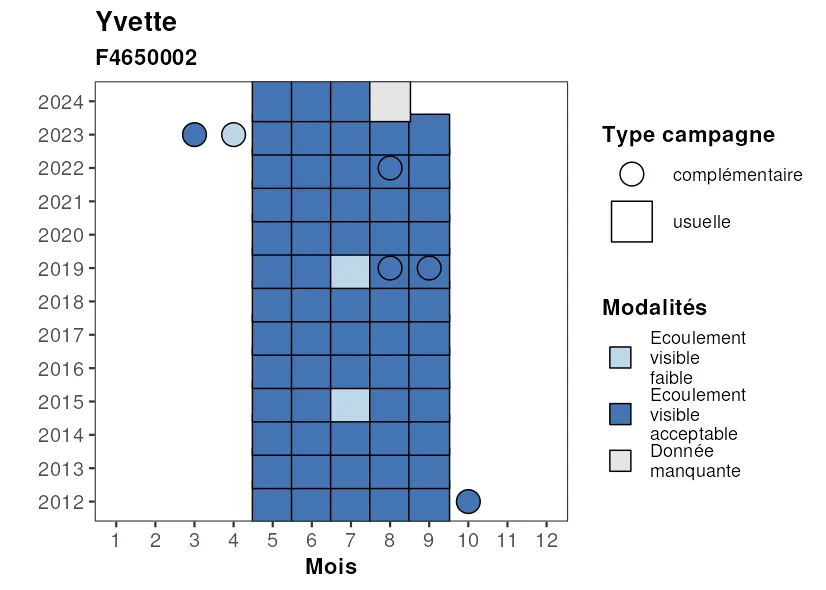 Yvette
F4650002
2024
2023
2022
2021
2020
2019
2018
2017
2016
2015
2014
2013
2012
1 2 3 4 5 6 7 8 9 10 11 12
Mois
Type campagne
complémentaire
usuelle
Modalités
Ecoulement
visible
faible
Ecoulement
visible
acceptable
Donnée
manquante